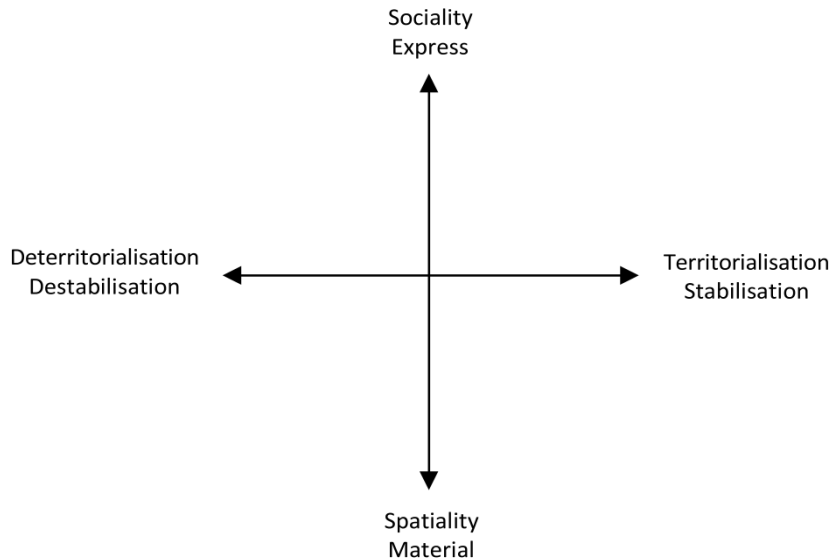 Sociality
Express
Deterritorialisation
Destabilisation
Territorialisation
Stabilisation
Spatiality
Material